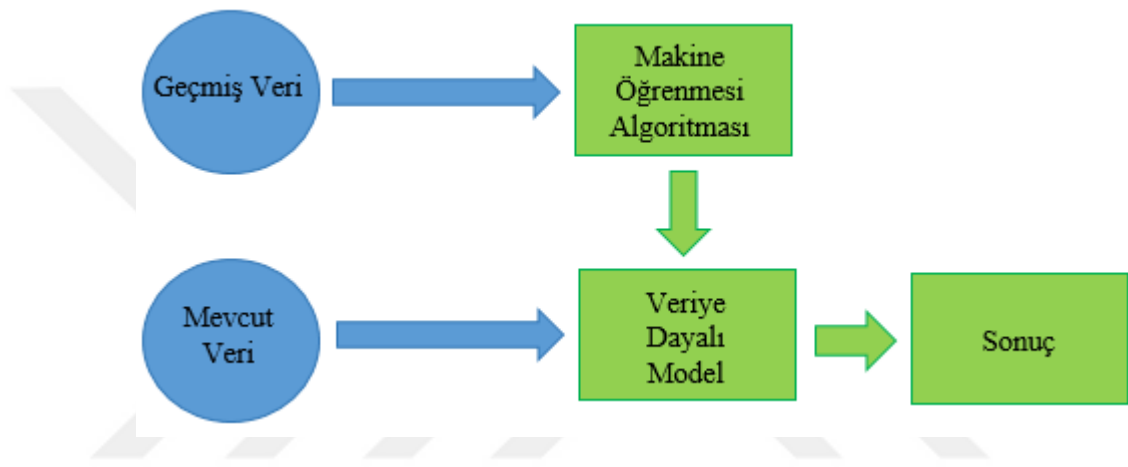 Geçmiş Veri
Makine
Öğrenmesi
Algoritması
Mevcut
Veri
Veriye
Dayalı
Model
Sonuç